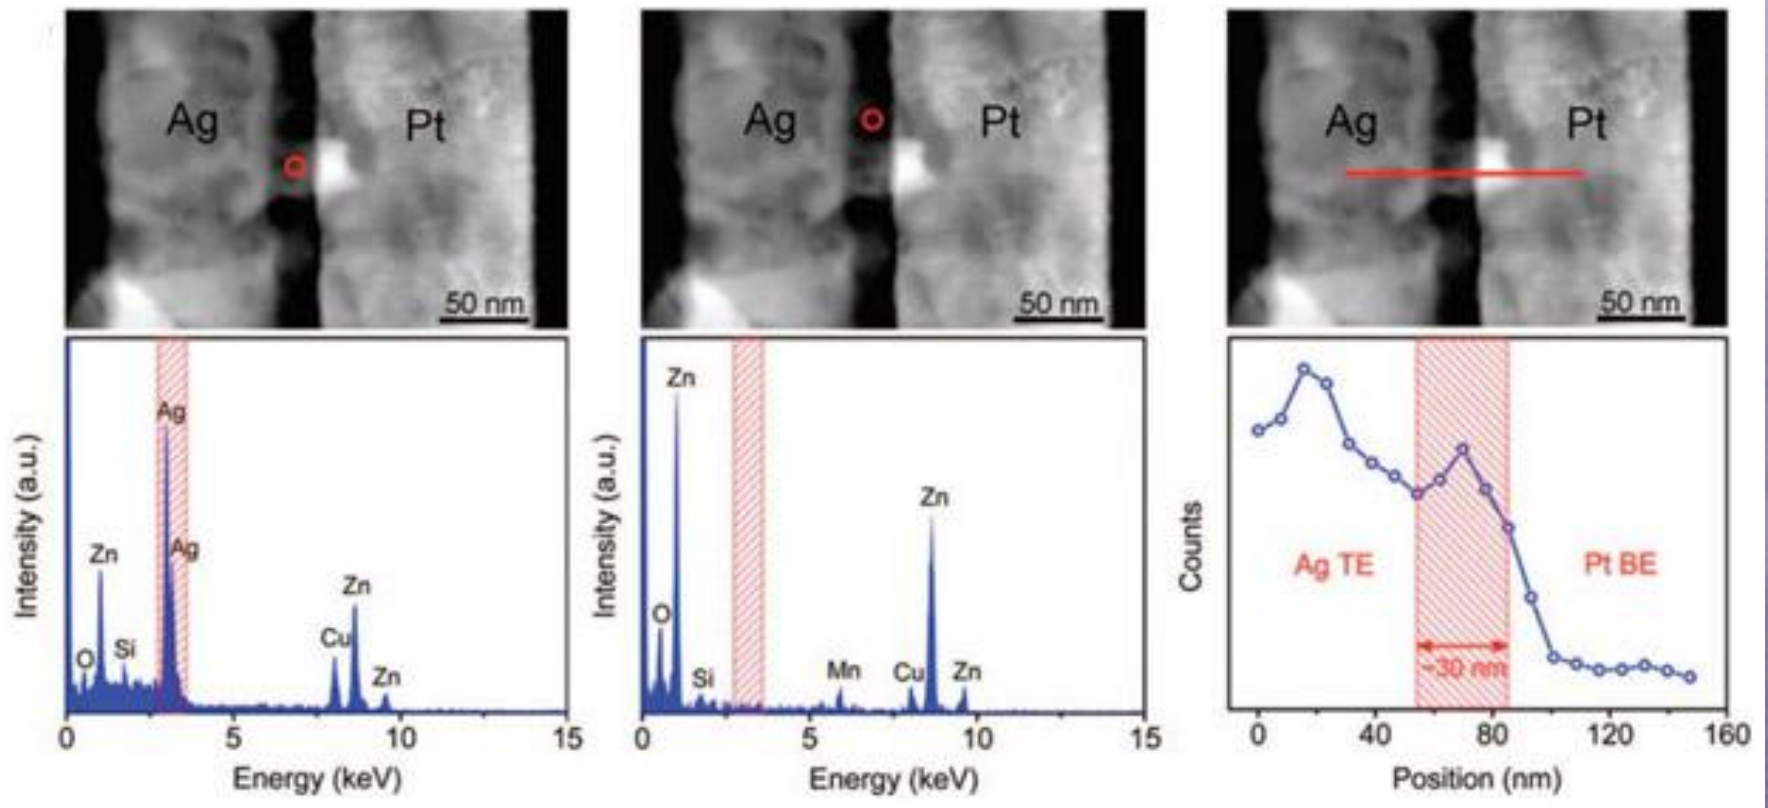 Ag
Pt
50 nm
Ag
Pt
50 nm
Ag
Pt
50 nm
Intensity (a.u.)
O
Zn
Si
Ag
Ag
Cu
Zn
Zn
0 5 10 15
Energy (keV)
Intensity (a.u.)
O
Zn
Si
Mn
Cu
Zn
Zn
0 5 10 15
Energy (keV)
Counts
Ag TE
Pt BE
~30 nm
0 40 80 120 160
Position (nm)